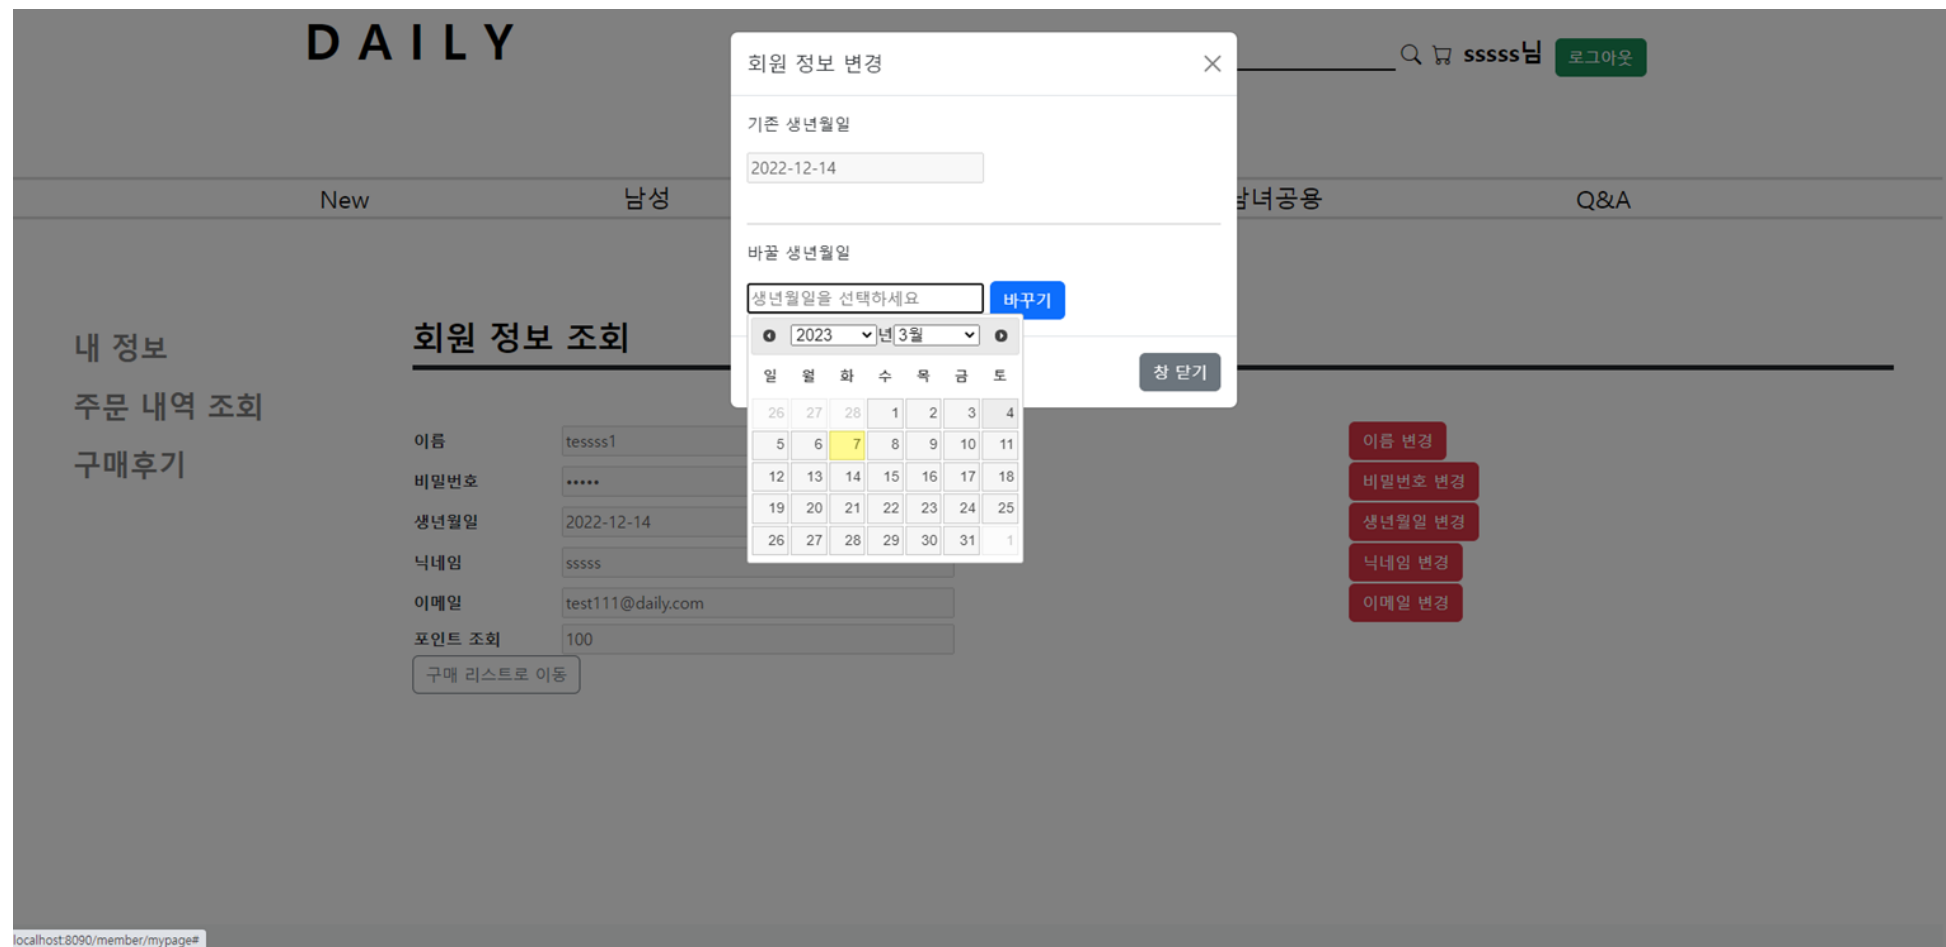 DAILY
sssss님 로그아웃
New 남성 남녀공용 Q&A
회원 정보 변경
기존 생년월일
2022-12-14
바꿀 생년월일
생년월일을 선택하세요 바꾸기
2023 년 3월
일 월 화 수 목 금 토
26 27 28 1 2 3 4
5 6 7 8 9 10 11
12 13 14 15 16 17 18
19 20 21 22 23 24 25
26 27 28 29 30 31 1
창 닫기
내 정보
주문 내역 조회
구매후기
회원 정보 조회
이름 tessss1 이름 변경
비밀번호 ••••• 비밀번호 변경
생년월일 2022-12-14 생년월일 변경
닉네임 sssss 닉네임 변경
이메일 test111@daily.com 이메일 변경
포인트 조회 100
구매 리스트로 이동
localhost:8090/member/mypage#